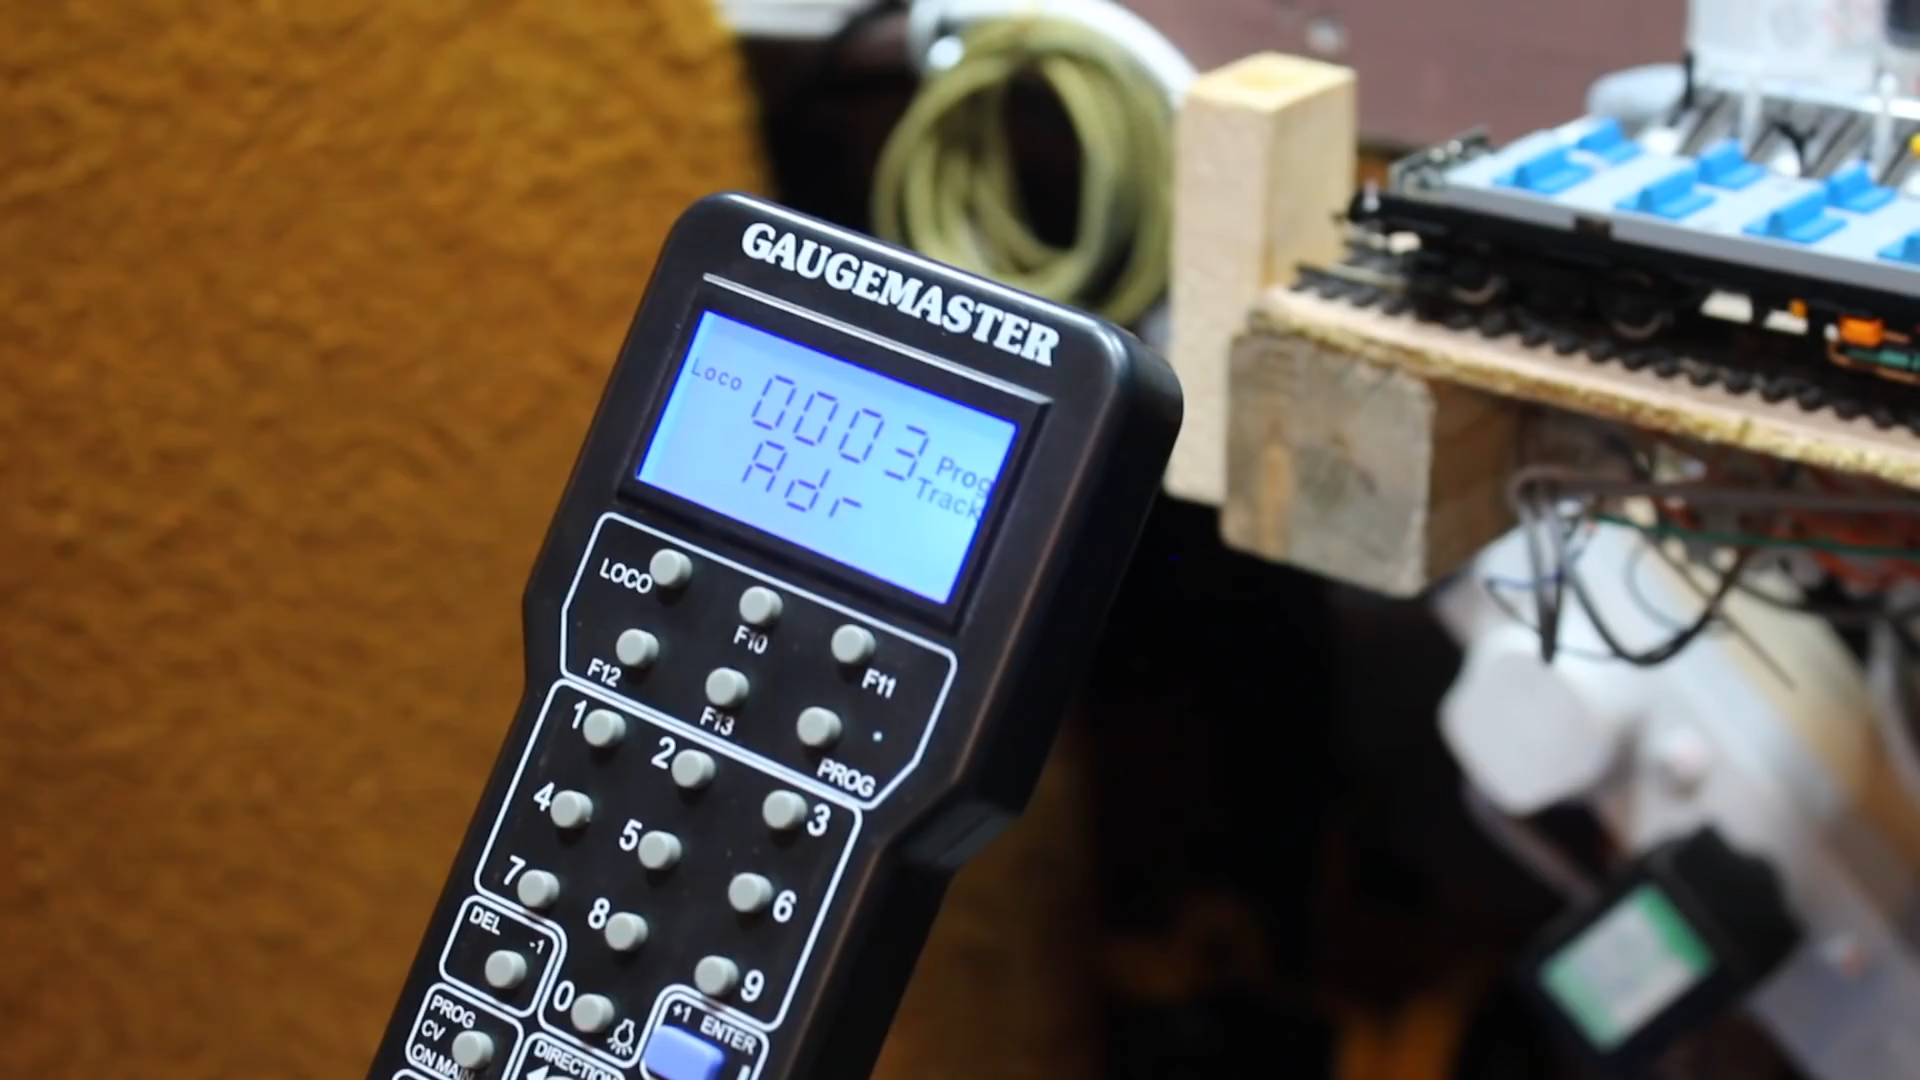 GAUGEMASTER
Loco 0003 Prog
Adr Track
LOCO
F10
F11
F12
F13
PROG
1
2
3
4
5
6
7
8
9
DEL -1
0
+1 ENTER
PROG
CV
ON MAIN
DIRECTION